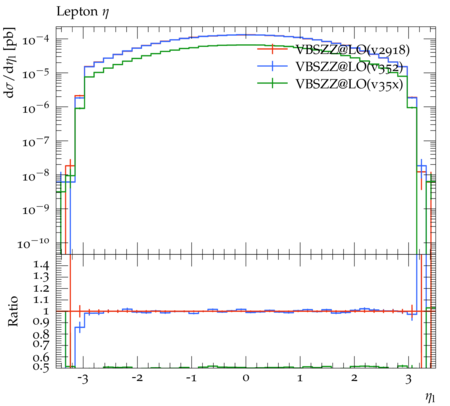 Lepton η
dσ/dηl [pb]
10⁻⁴
10⁻⁵
10⁻⁶
10⁻⁷
10⁻⁸
10⁻⁹
10⁻¹⁰
VBSZZ@LO(v2918)
VBSZZ@LO(v352)
VBSZZ@LO(v35x)
Ratio
1.4
1.3
1.2
1.1
1
0.9
0.8
0.7
0.6
0.5
-3 -2 -1 0 1 2 3
ηl